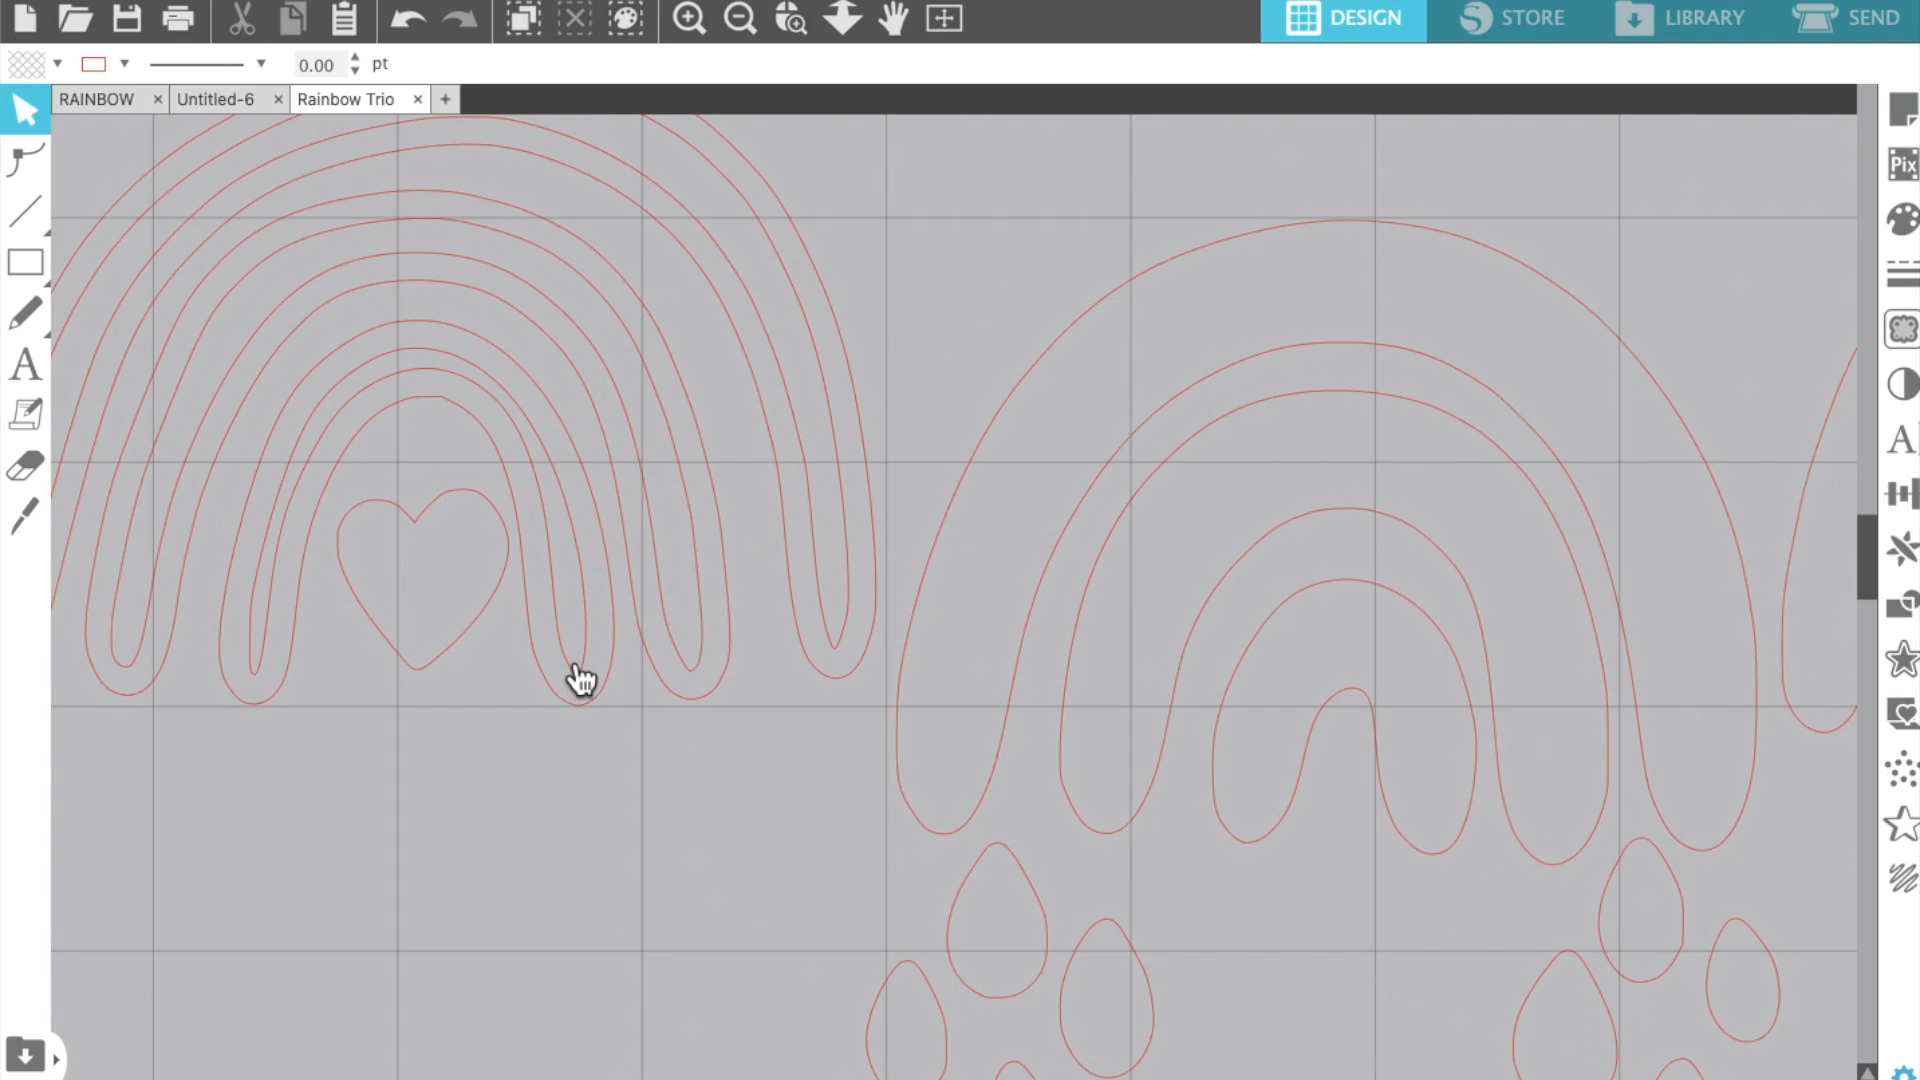 DESIGN
STORE
LIBRARY
SEND
0.00 pt
RAINBOW
Untitled-6
Rainbow Trio
A
Pix
A